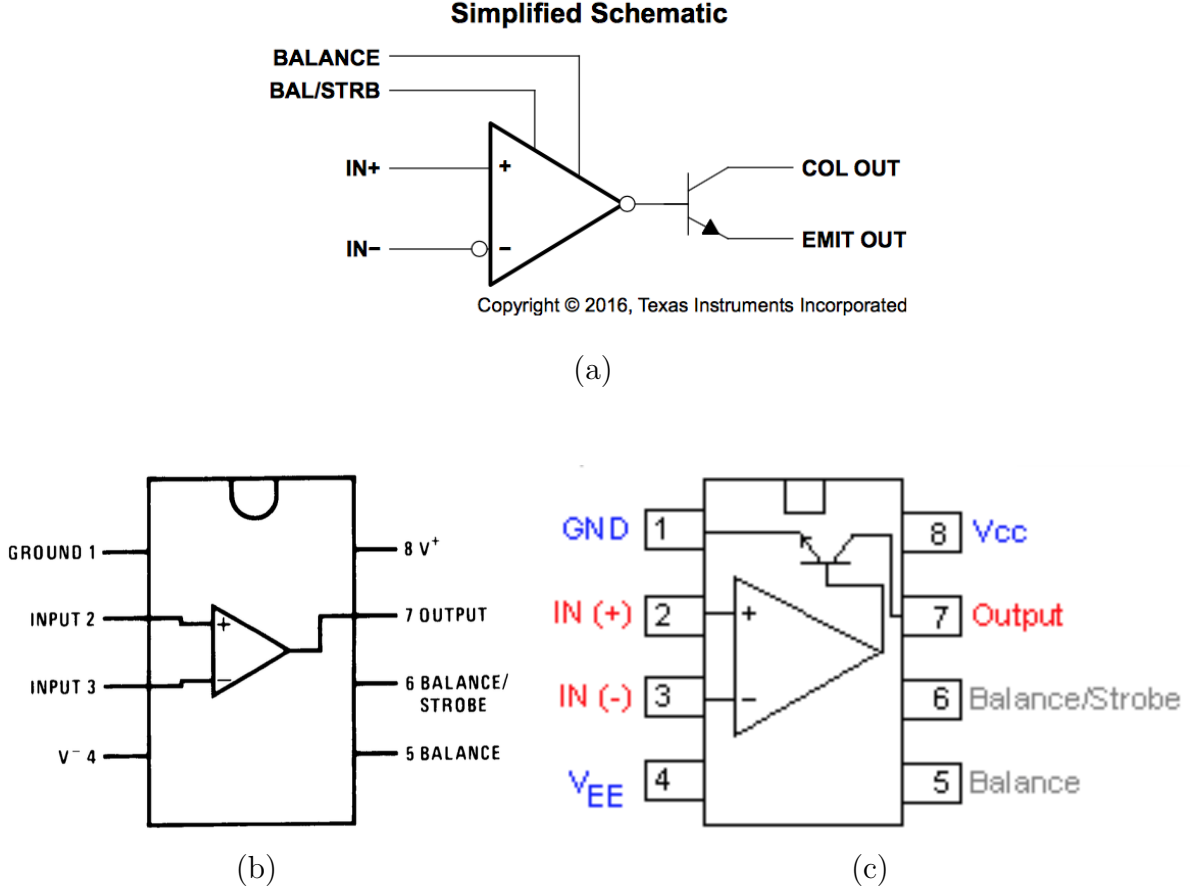 Simplified Schematic
BALANCE
BAL/STRB
IN+
+
COL OUT
IN−
−
EMIT OUT
Copyright © 2016, Texas Instruments Incorporated
(a)
GROUND 1
8 V+
INPUT 2
+
7 OUTPUT
INPUT 3
−
6 BALANCE/
STROBE
V− 4
5 BALANCE
(b)
GND 1
8 Vcc
IN (+) 2
+
7 Output
IN (-) 3
−
6 Balance/Strobe
VEE 4
5 Balance
(c)